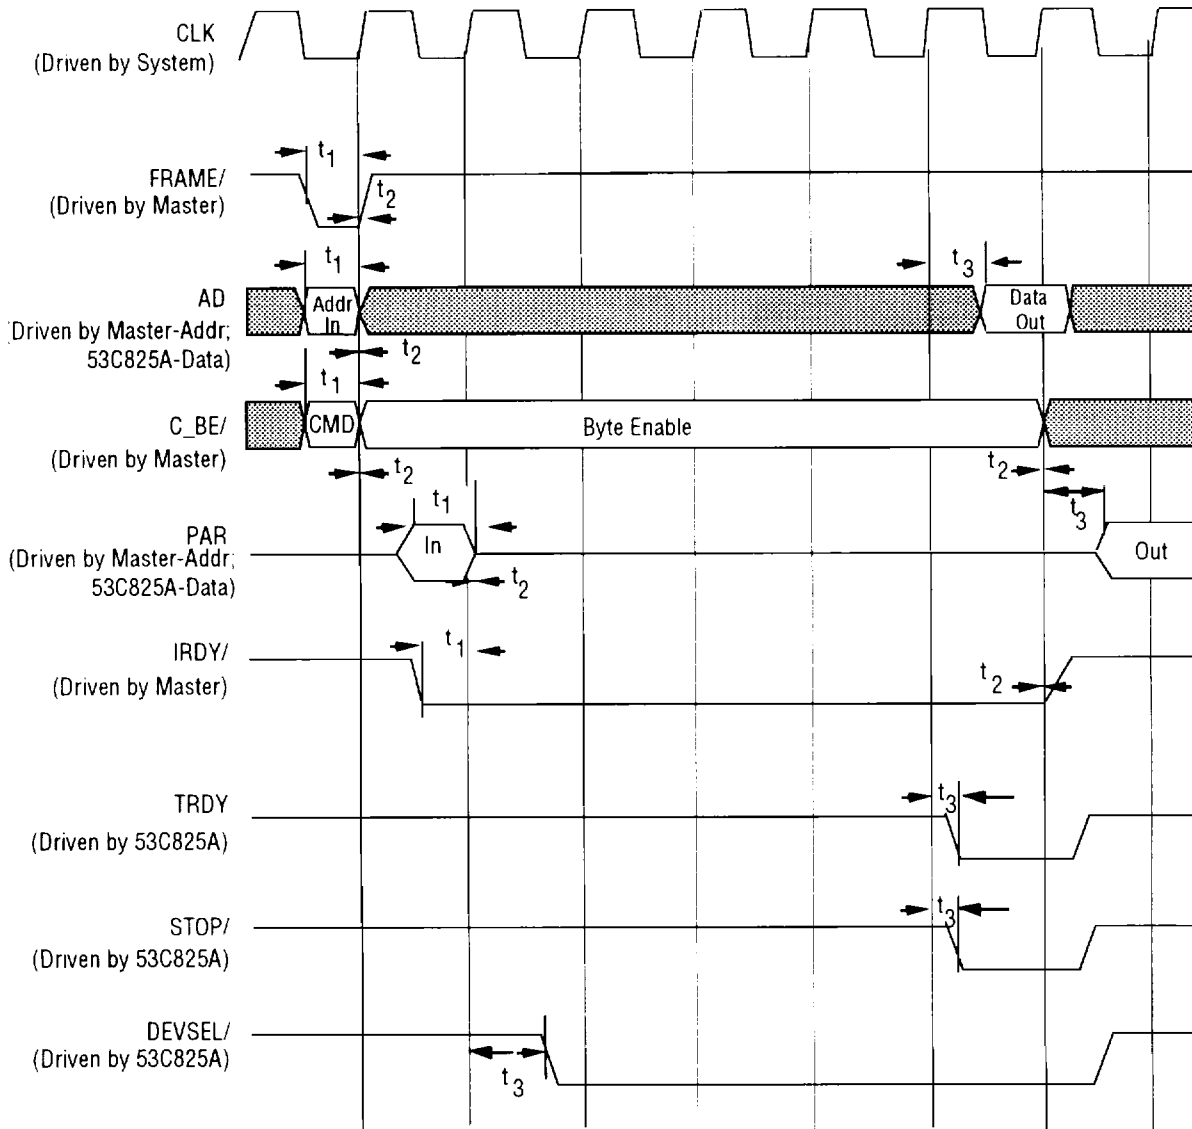 CLK
(Driven by System)
t1
FRAME/
(Driven by Master)
t2
t1
t3
AD
Addr
In
Data
Out
(Driven by Master-Addr;
53C825A-Data)
t2
t1
C_BE/
CMD
Byte Enable
(Driven by Master)
t2
t2
t1
t3
PAR
In
Out
(Driven by Master-Addr;
53C825A-Data)
t2
t1
IRDY/
(Driven by Master)
t2
TRDY
t3
(Driven by 53C825A)
STOP/
t3
(Driven by 53C825A)
DEVSEL/
(Driven by 53C825A)
t3